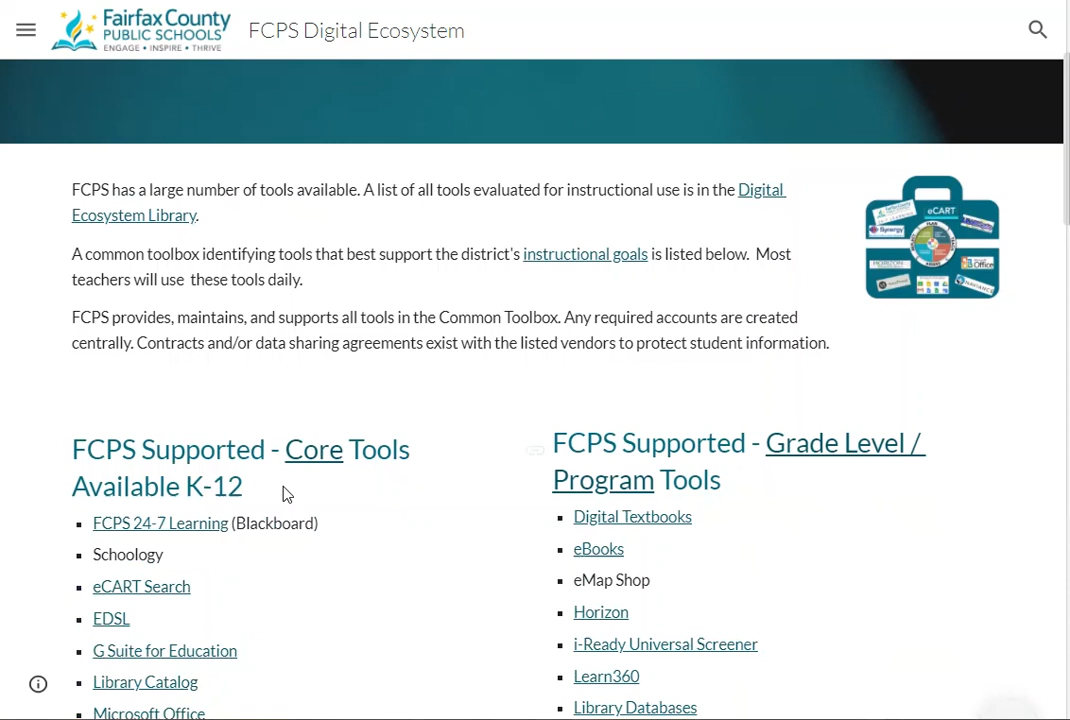 Fairfax County
PUBLIC SCHOOLS
ENGAGE • INSPIRE • THRIVE
FCPS Digital Ecosystem
FCPS has a large number of tools available. A list of all tools evaluated for instructional use is in the Digital
Ecosystem Library.
A common toolbox identifying tools that best support the district's instructional goals is listed below.  Most
teachers will use  these tools daily.
FCPS provides, maintains, and supports all tools in the Common Toolbox. Any required accounts are created
centrally. Contracts and/or data sharing agreements exist with the listed vendors to protect student information.
eCART
Synergy
HORIZON
Office
NAVIANCE
FCPS Supported - Core Tools
Available K-12
FCPS 24-7 Learning (Blackboard)
Schoology
eCART Search
EDSL
G Suite for Education
Library Catalog
Microsoft Office
FCPS Supported - Grade Level /
Program Tools
Digital Textbooks
eBooks
eMap Shop
Horizon
i-Ready Universal Screener
Learn360
Library Databases